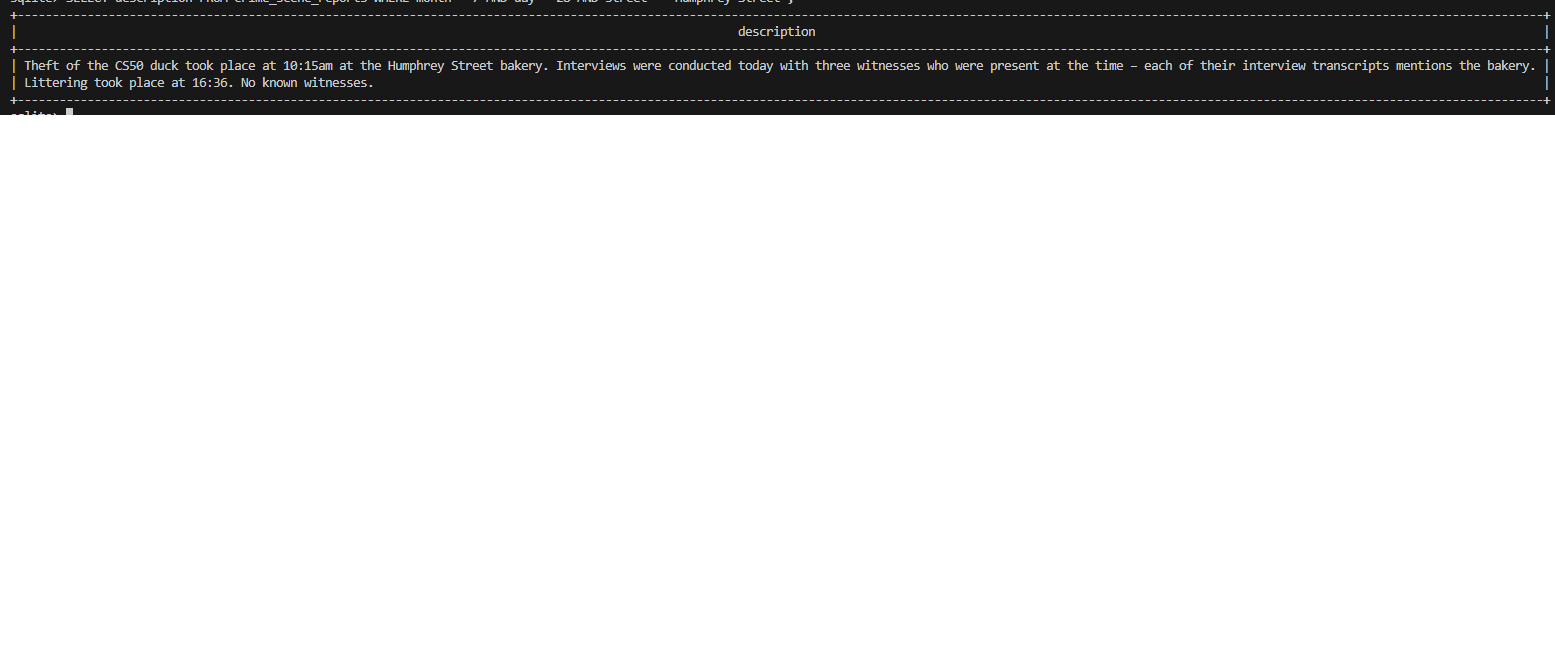 description
Theft of the CS50 duck took place at 10:15am at the Humphrey Street bakery. Interviews were conducted today with three witnesses who were present at the time – each of their interview transcripts mentions the bakery.
Littering took place at 16:36. No known witnesses.